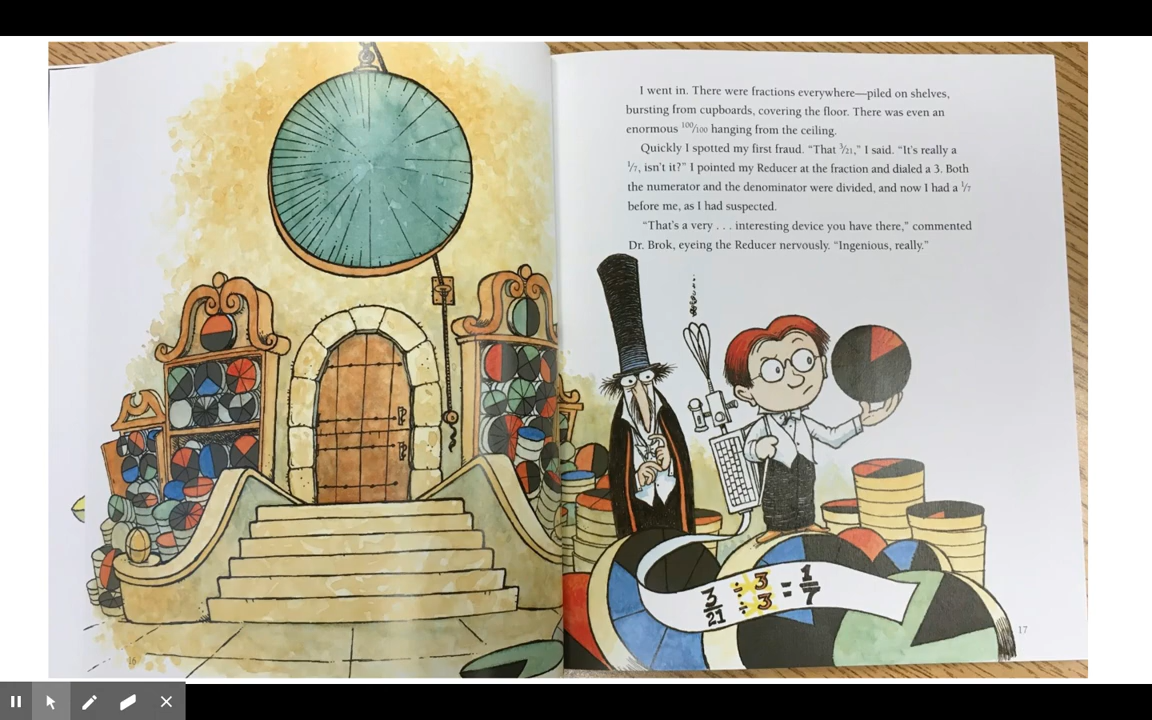 I went in. There were fractions everywhere—piled on shelves,
bursting from cupboards, covering the floor. There was even an
enormous 100/100 hanging from the ceiling.
Quickly I spotted my first fraud. “That 3/21,” I said. “It's really a
1/7, isn't it?” I pointed my Reducer at the fraction and dialed a 3. Both
the numerator and the denominator were divided, and now I had a 1/7
before me, as I had suspected.
“That's a very . . . interesting device you have there,” commented
Dr. Brok, eyeing the Reducer nervously. “Ingenious, really.”
3/21 ÷3/÷3 = 1/7
16
17